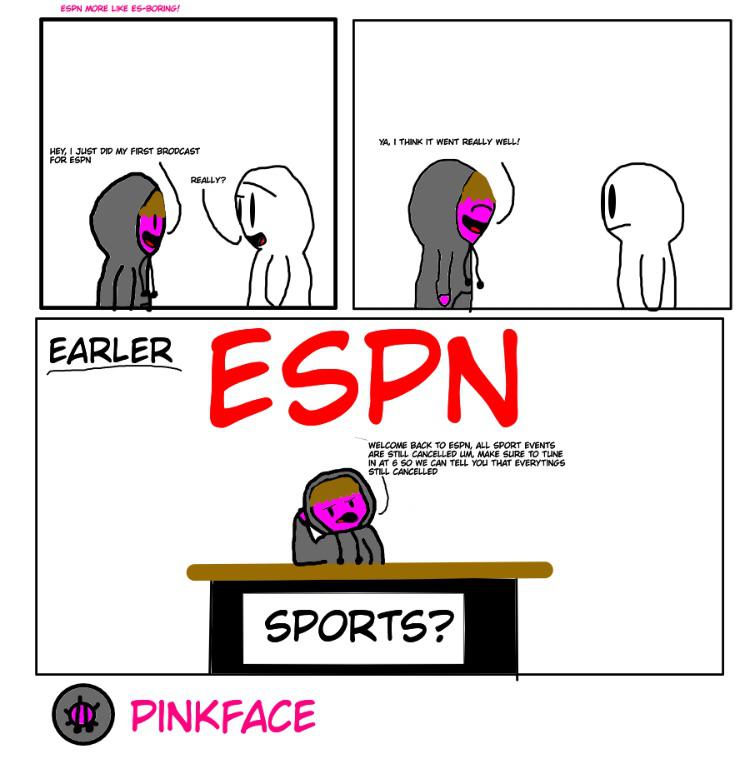 ESPN MORE LIKE ES-BORING!
HEY, I JUST DID MY FIRST BRODCAST
FOR ESPN
REALLY?
YA, I THINK IT WENT REALLY WELL!
EARLER
ESPN
WELCOME BACK TO ESPN, ALL SPORT EVENTS
ARE STILL CANCELLED UM, MAKE SURE TO TUNE
IN AT 6 SO WE CAN TELL YOU THAT EVERYTINGS
STILL CANCELLED
SPORTS?
PINKFACE